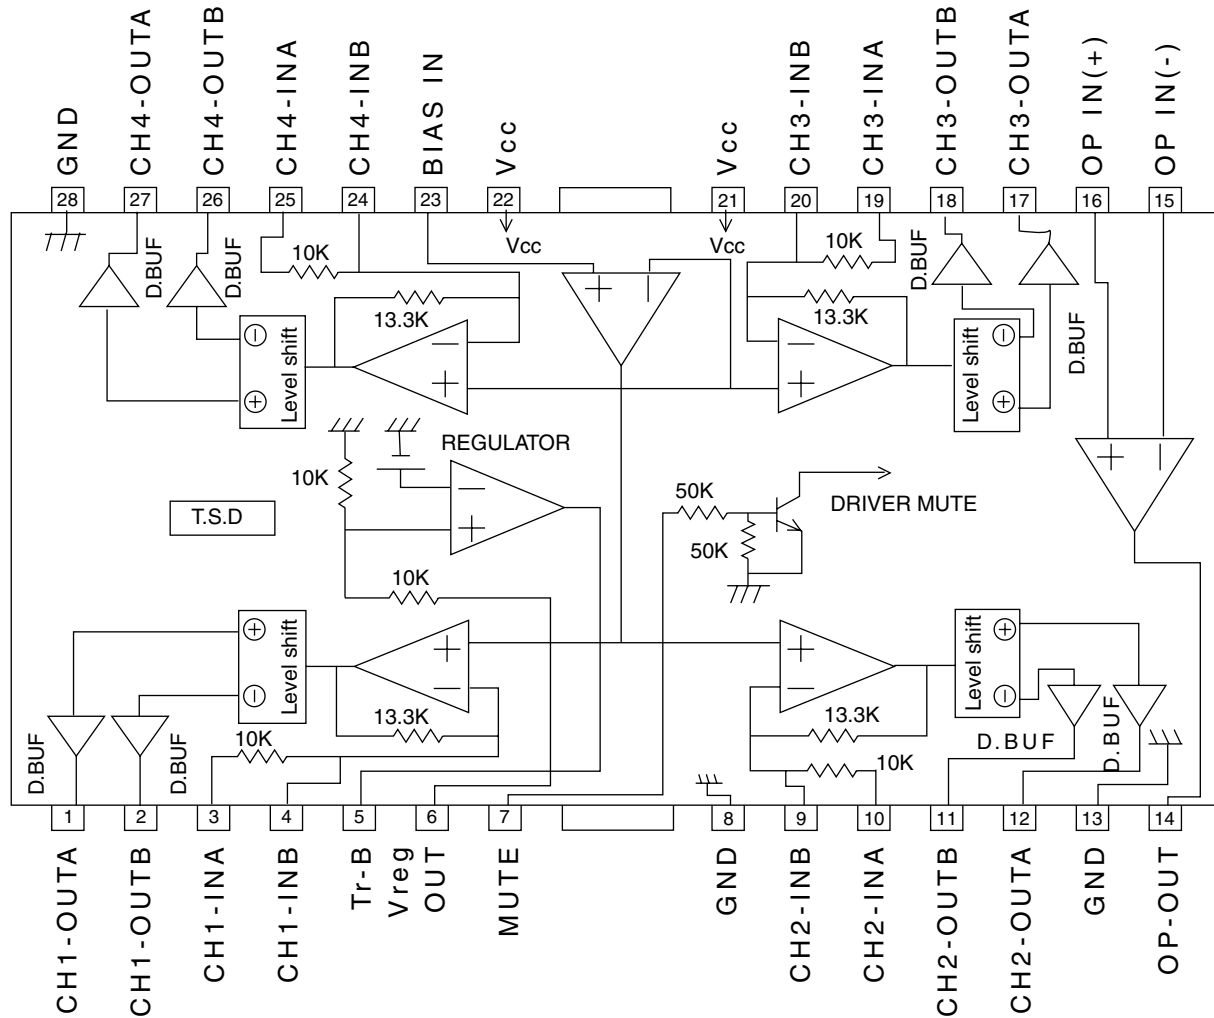 GND
CH4-OUTA
CH4-OUTB
CH4-INA
CH4-INB
BIAS IN
Vcc
Vcc
CH3-INB
CH3-INA
CH3-OUTB
CH3-OUTA
OP IN(+)
OP IN(-)
28
27
26
25
24
23
22
21
20
19
18
17
16
15
Vcc
Vcc
D.BUF
D.BUF
10K
13.3K
Level shift
10K
13.3K
D.BUF
Level shift
D.BUF
REGULATOR
10K
T.S.D
50K
50K
DRIVER MUTE
10K
Level shift
13.3K
10K
D.BUF
D.BUF
Level shift
13.3K
10K
D.BUF
D.BUF
1
2
3
4
5
6
7
8
9
10
11
12
13
14
CH1-OUTA
CH1-OUTB
CH1-INA
CH1-INB
Tr-B
Vreg
OUT
MUTE
GND
CH2-INB
CH2-INA
CH2-OUTB
CH2-OUTA
GND
OP-OUT